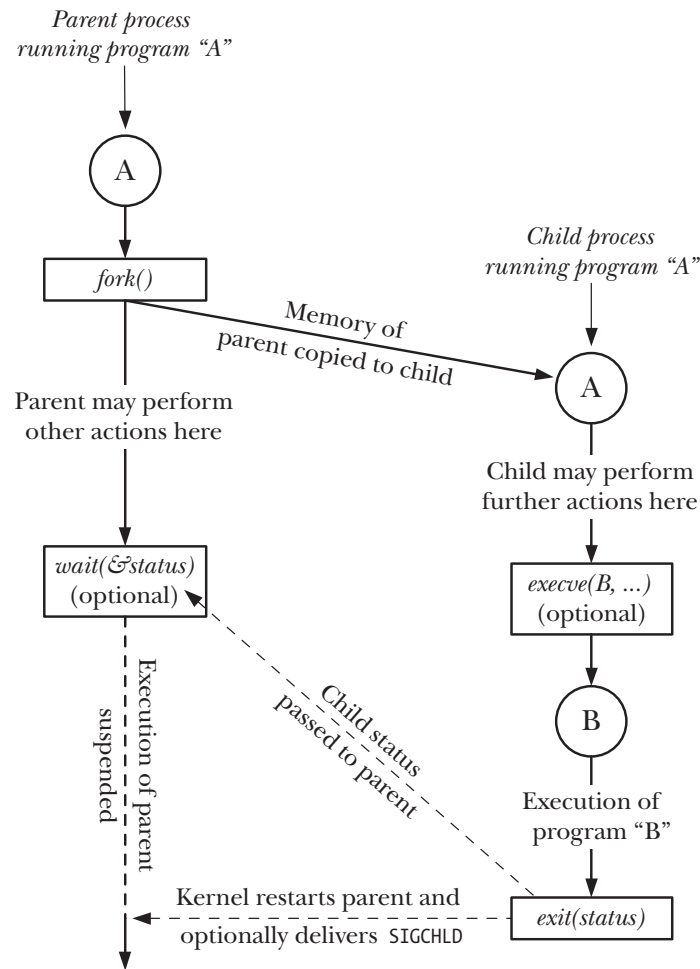 Parent process
running program “A”
A
fork()
Child process
running program “A”
Memory of
parent copied to child
A
Parent may perform
other actions here
Child may perform
further actions here
wait(&status)
(optional)
execve(B, ...)
(optional)
B
Execution of parent
suspended
Child status
passed to parent
Execution of
program “B”
Kernel restarts parent and
optionally delivers SIGCHLD
exit(status)